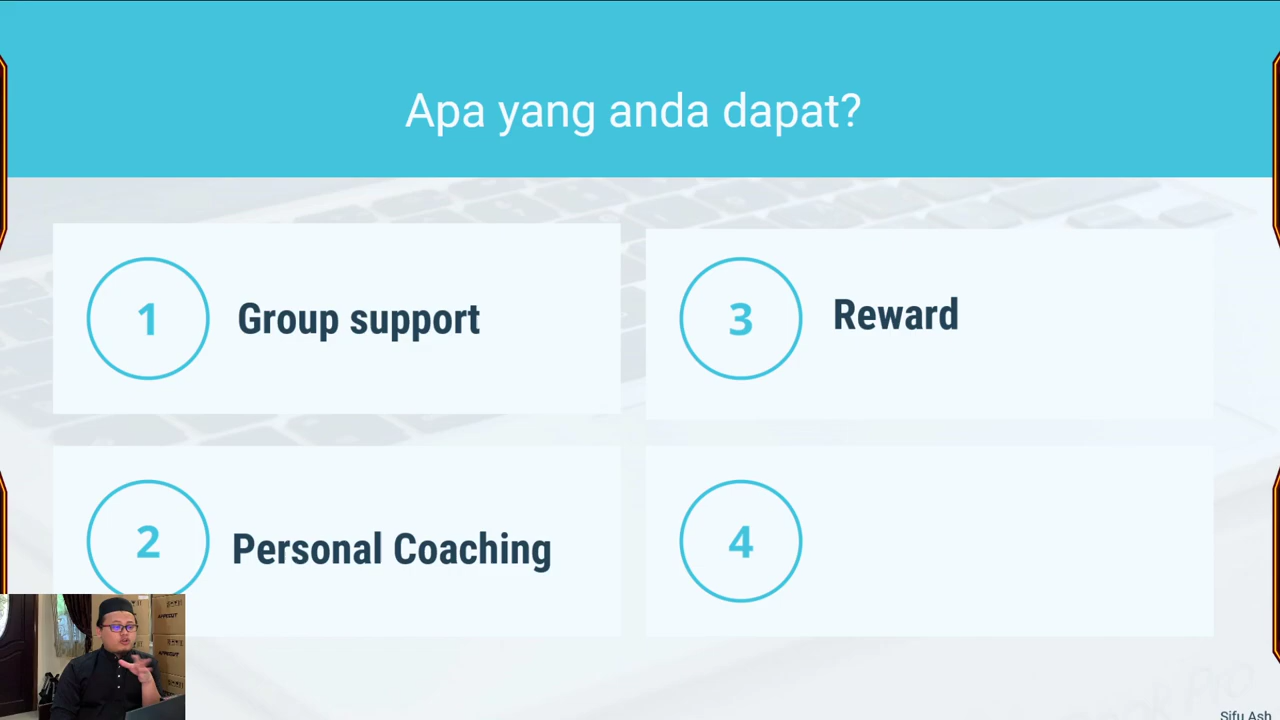 Apa yang anda dapat?
1
Group support
2
Personal Coaching
3
Reward
4
Sifu Ash